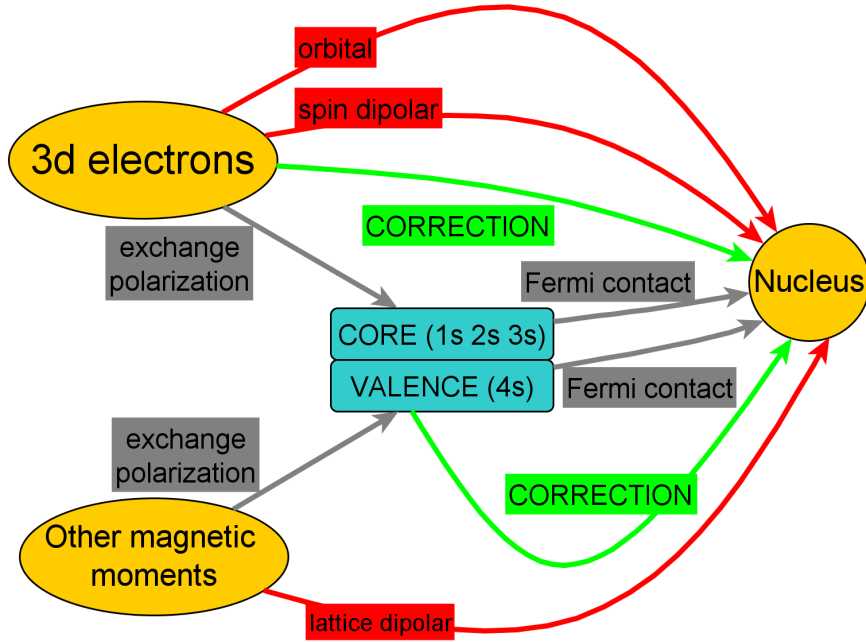 orbital
spin dipolar
3d electrons
CORRECTION
exchange
polarization
Fermi contact
Nucleus
CORE (1s 2s 3s)
VALENCE (4s)
Fermi contact
exchange
polarization
CORRECTION
Other magnetic
moments
lattice dipolar